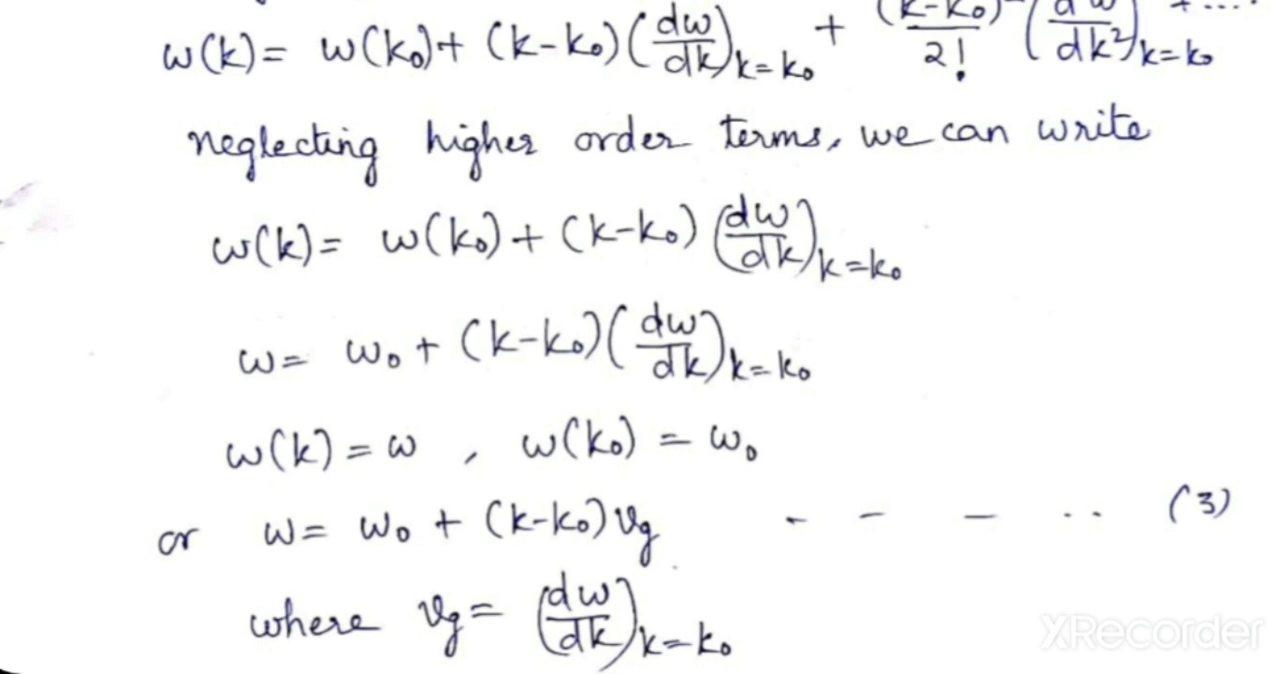 ω(k) = ω(k₀) + (k-k₀) (dω/dk)ₖ₌ₖ₀ + (k-k₀)²/2! (d²ω/dk²)ₖ₌ₖ₀ + ....
neglecting higher order terms, we can write
ω(k) = ω(k₀) + (k-k₀) (dω/dk)ₖ₌ₖ₀
ω = ω₀ + (k-k₀) (dω/dk)ₖ₌ₖ₀
ω(k) = ω , ω(k₀) = ω₀
or ω = ω₀ + (k-k₀) v_g - - - .. (3)
where v_g = (dω/dk)ₖ₌ₖ₀
XRecorder